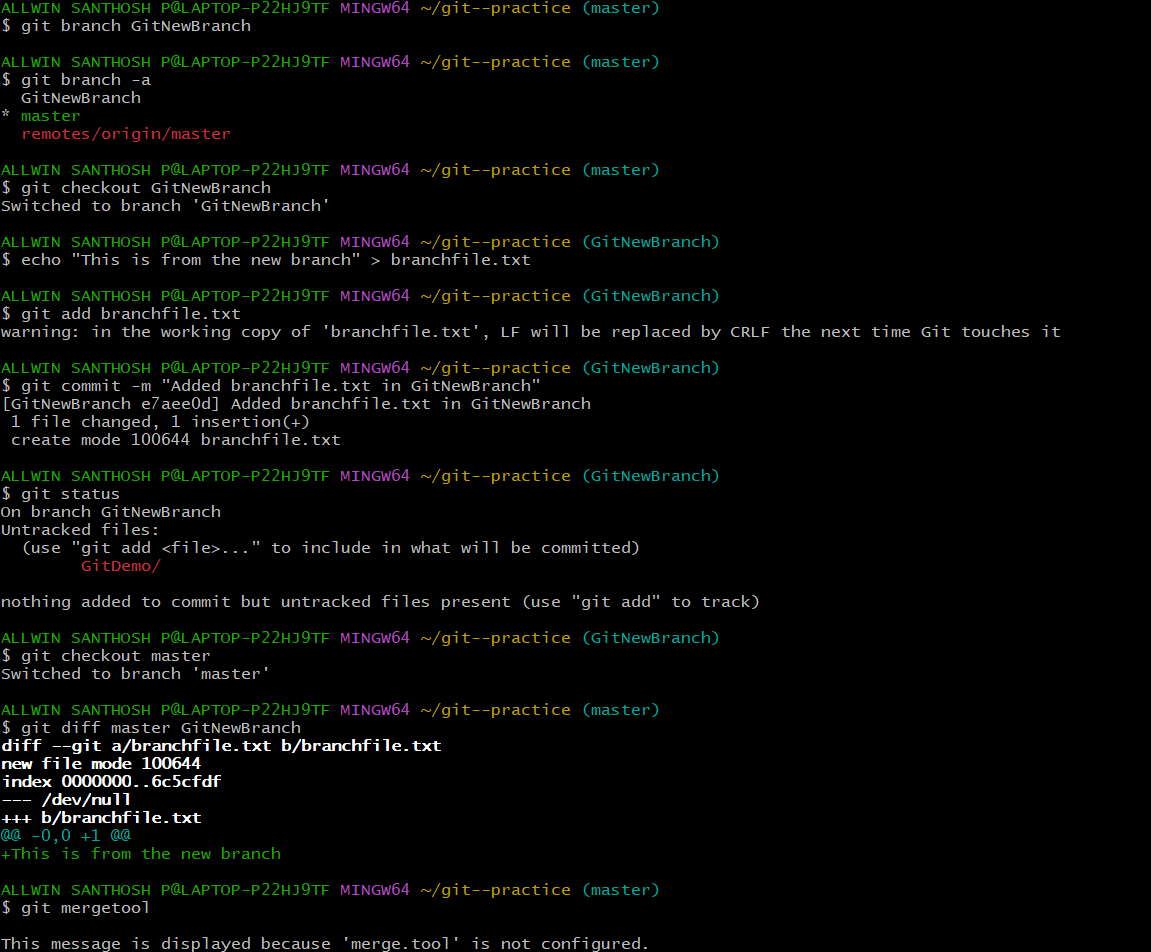 ALLWIN SANTHOSH P@LAPTOP-P22HJ9TF MINGW64 ~/git--practice (master)
$ git branch GitNewBranch
ALLWIN SANTHOSH P@LAPTOP-P22HJ9TF MINGW64 ~/git--practice (master)
$ git branch -a
  GitNewBranch
* master
  remotes/origin/master
ALLWIN SANTHOSH P@LAPTOP-P22HJ9TF MINGW64 ~/git--practice (master)
$ git checkout GitNewBranch
Switched to branch 'GitNewBranch'
ALLWIN SANTHOSH P@LAPTOP-P22HJ9TF MINGW64 ~/git--practice (GitNewBranch)
$ echo "This is from the new branch" > branchfile.txt
ALLWIN SANTHOSH P@LAPTOP-P22HJ9TF MINGW64 ~/git--practice (GitNewBranch)
$ git add branchfile.txt
warning: in the working copy of 'branchfile.txt', LF will be replaced by CRLF the next time Git touches it
ALLWIN SANTHOSH P@LAPTOP-P22HJ9TF MINGW64 ~/git--practice (GitNewBranch)
$ git commit -m "Added branchfile.txt in GitNewBranch"
[GitNewBranch e7aee0d] Added branchfile.txt in GitNewBranch
 1 file changed, 1 insertion(+)
 create mode 100644 branchfile.txt
ALLWIN SANTHOSH P@LAPTOP-P22HJ9TF MINGW64 ~/git--practice (GitNewBranch)
$ git status
On branch GitNewBranch
Untracked files:
  (use "git add <file>..." to include in what will be committed)
        GitDemo/
nothing added to commit but untracked files present (use "git add" to track)
ALLWIN SANTHOSH P@LAPTOP-P22HJ9TF MINGW64 ~/git--practice (GitNewBranch)
$ git checkout master
Switched to branch 'master'
ALLWIN SANTHOSH P@LAPTOP-P22HJ9TF MINGW64 ~/git--practice (master)
$ git diff master GitNewBranch
diff --git a/branchfile.txt b/branchfile.txt
new file mode 100644
index 0000000..6c5cfdf
--- /dev/null
+++ b/branchfile.txt
@@ -0,0 +1 @@
+This is from the new branch
ALLWIN SANTHOSH P@LAPTOP-P22HJ9TF MINGW64 ~/git--practice (master)
$ git mergetool
This message is displayed because 'merge.tool' is not configured.